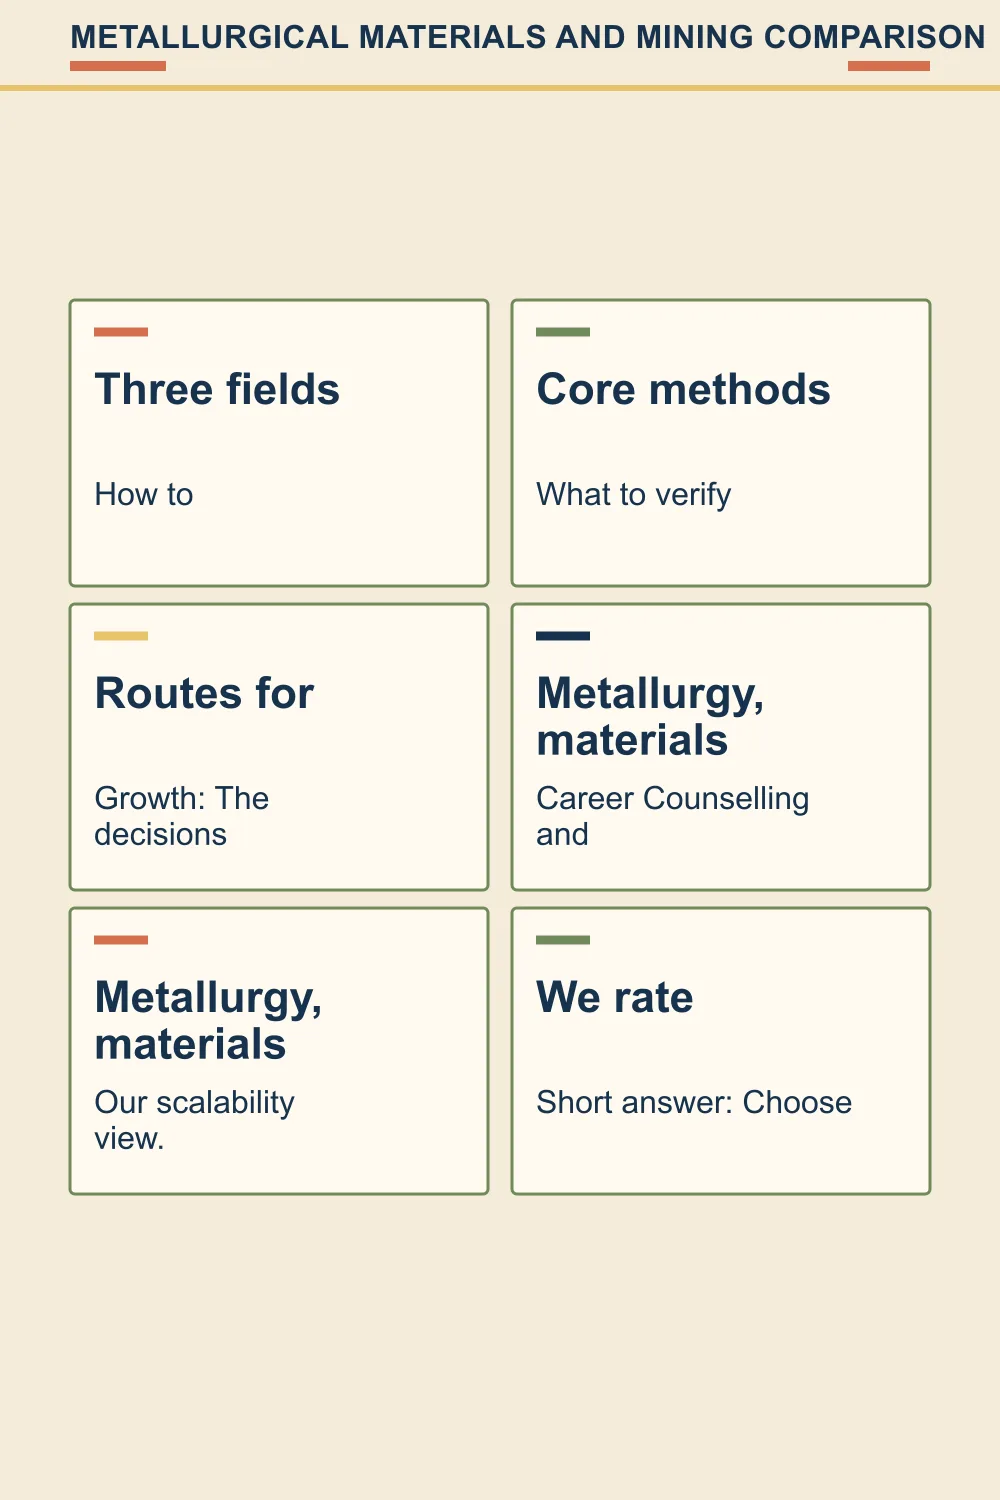 METALLURGICAL MATERIALS AND MINING COMPARISON
Three fields
How to
Core methods
What to verify
Routes for
Growth: The
decisions
Metallurgy,
materials
Career Counselling
and
Metallurgy,
materials
Our scalability
view.
We rate
Short answer: Choose